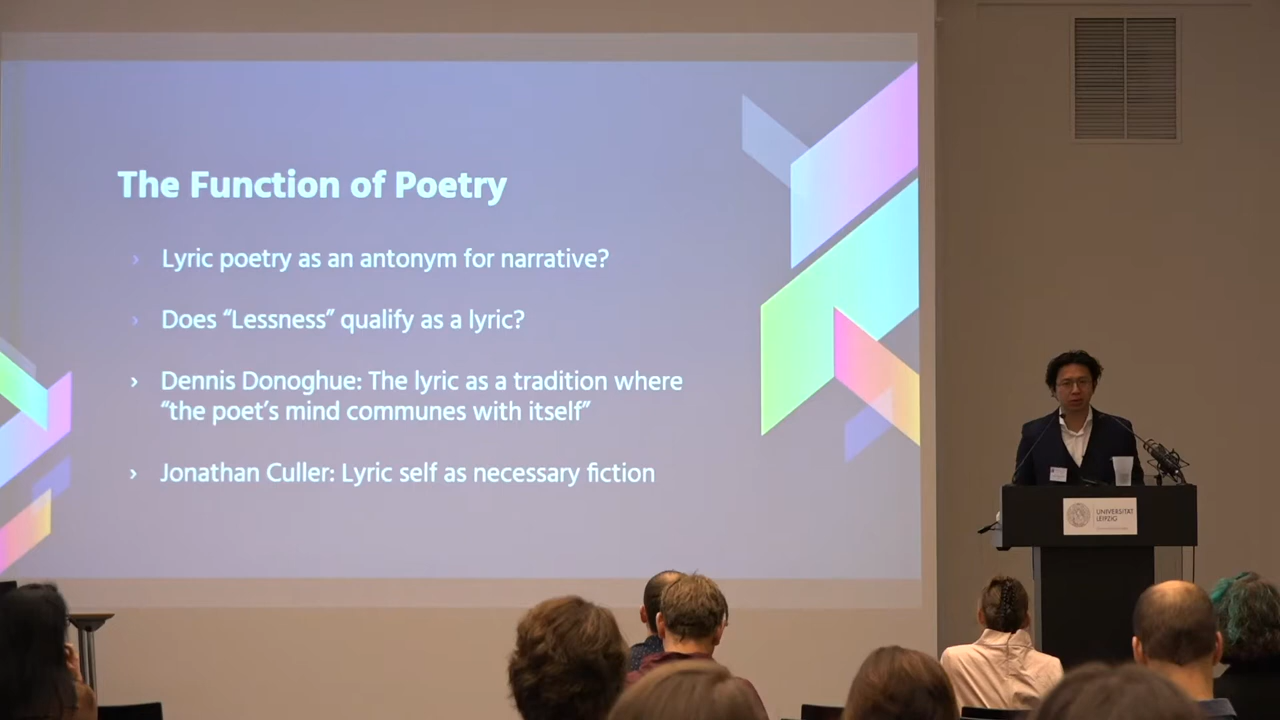 The Function of Poetry
› Lyric poetry as an antonym for narrative?
› Does “Lessness” qualify as a lyric?
› Dennis Donoghue: The lyric as a tradition where
“the poet’s mind communes with itself”
› Jonathan Culler: Lyric self as necessary fiction
UNIVERSITÄT
LEIPZIG